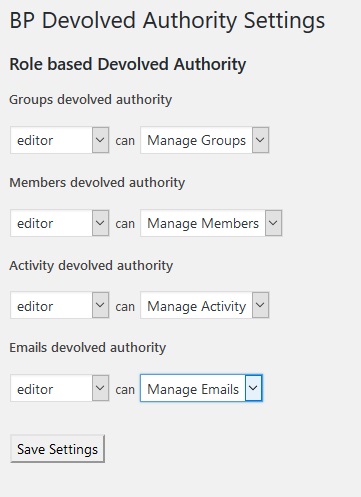 BP Devolved Authority Settings
Role based Devolved Authority
Groups devolved authority
editor can Manage Groups
Members devolved authority
editor can Manage Members
Activity devolved authority
editor can Manage Activity
Emails devolved authority
editor can Manage Emails
Save Settings